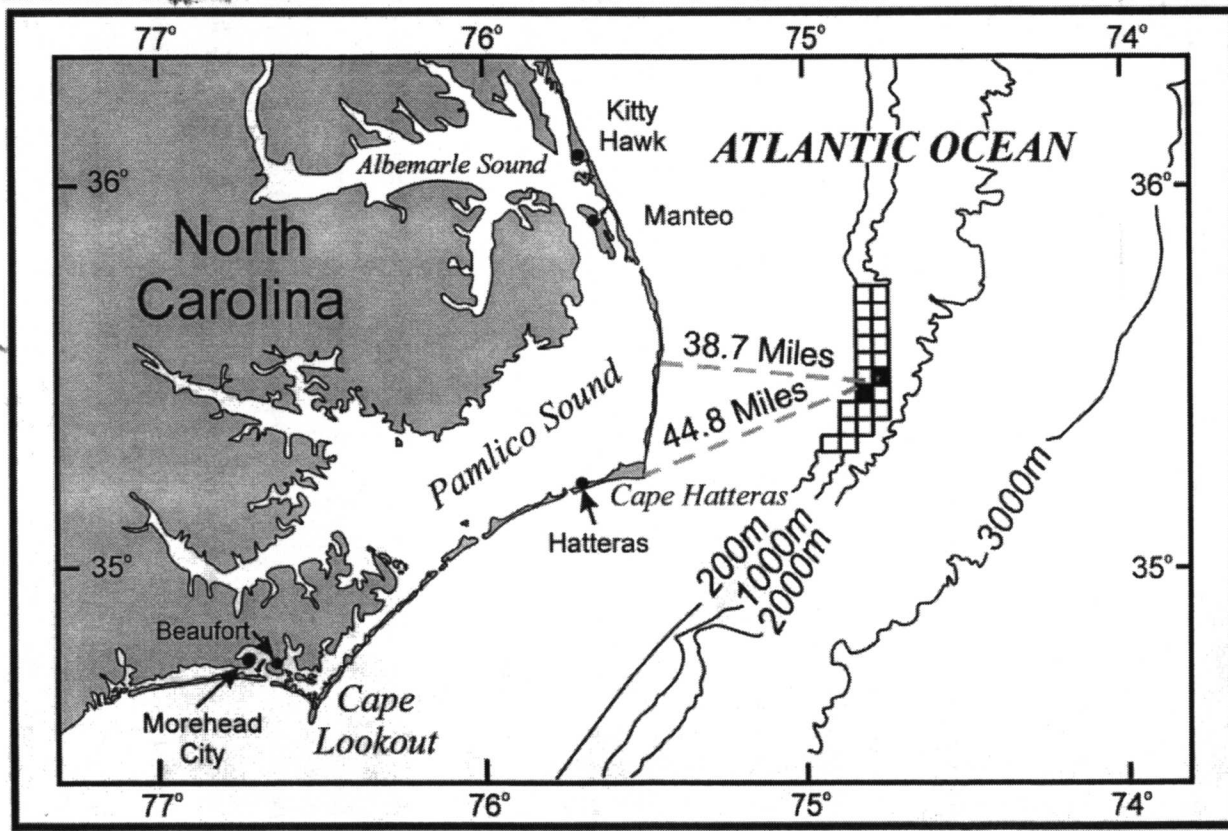 77° 76° 75° 74°
Kitty
Hawk
ATLANTIC OCEAN
Albemarle Sound
36° 36°
Manteo
North
Carolina
38.7 Miles
44.8 Miles
Pamlico Sound
Cape Hatteras
Hatteras
200m
1000m
2000m
3000m
35° 35°
Beaufort
Morehead
City
Cape
Lookout
77° 76° 75° 74°